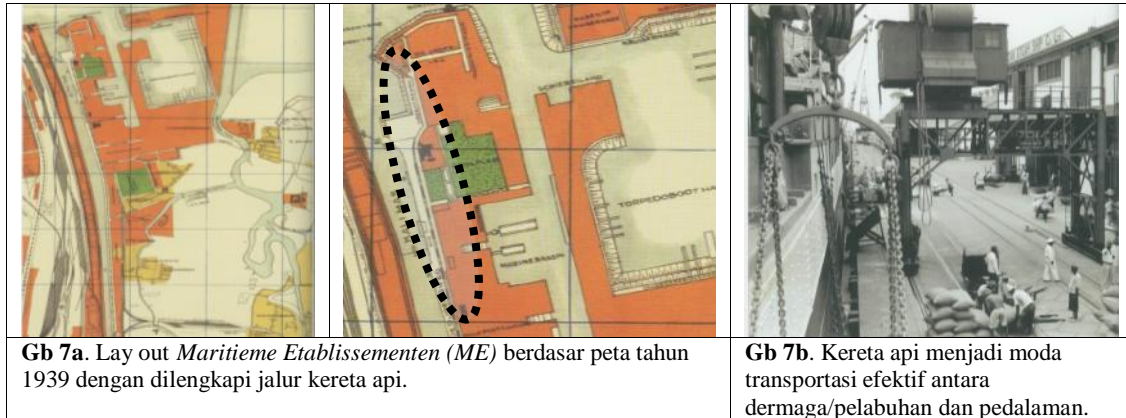 TORPEDOBOOT HA
Gb 7a. Lay out Maritieme Etablissementen (ME) berdasar peta tahun
1939 dengan dilengkapi jalur kereta api.
Gb 7b. Kereta api menjadi moda
transportasi efektif antara
dermaga/pelabuhan dan pedalaman.